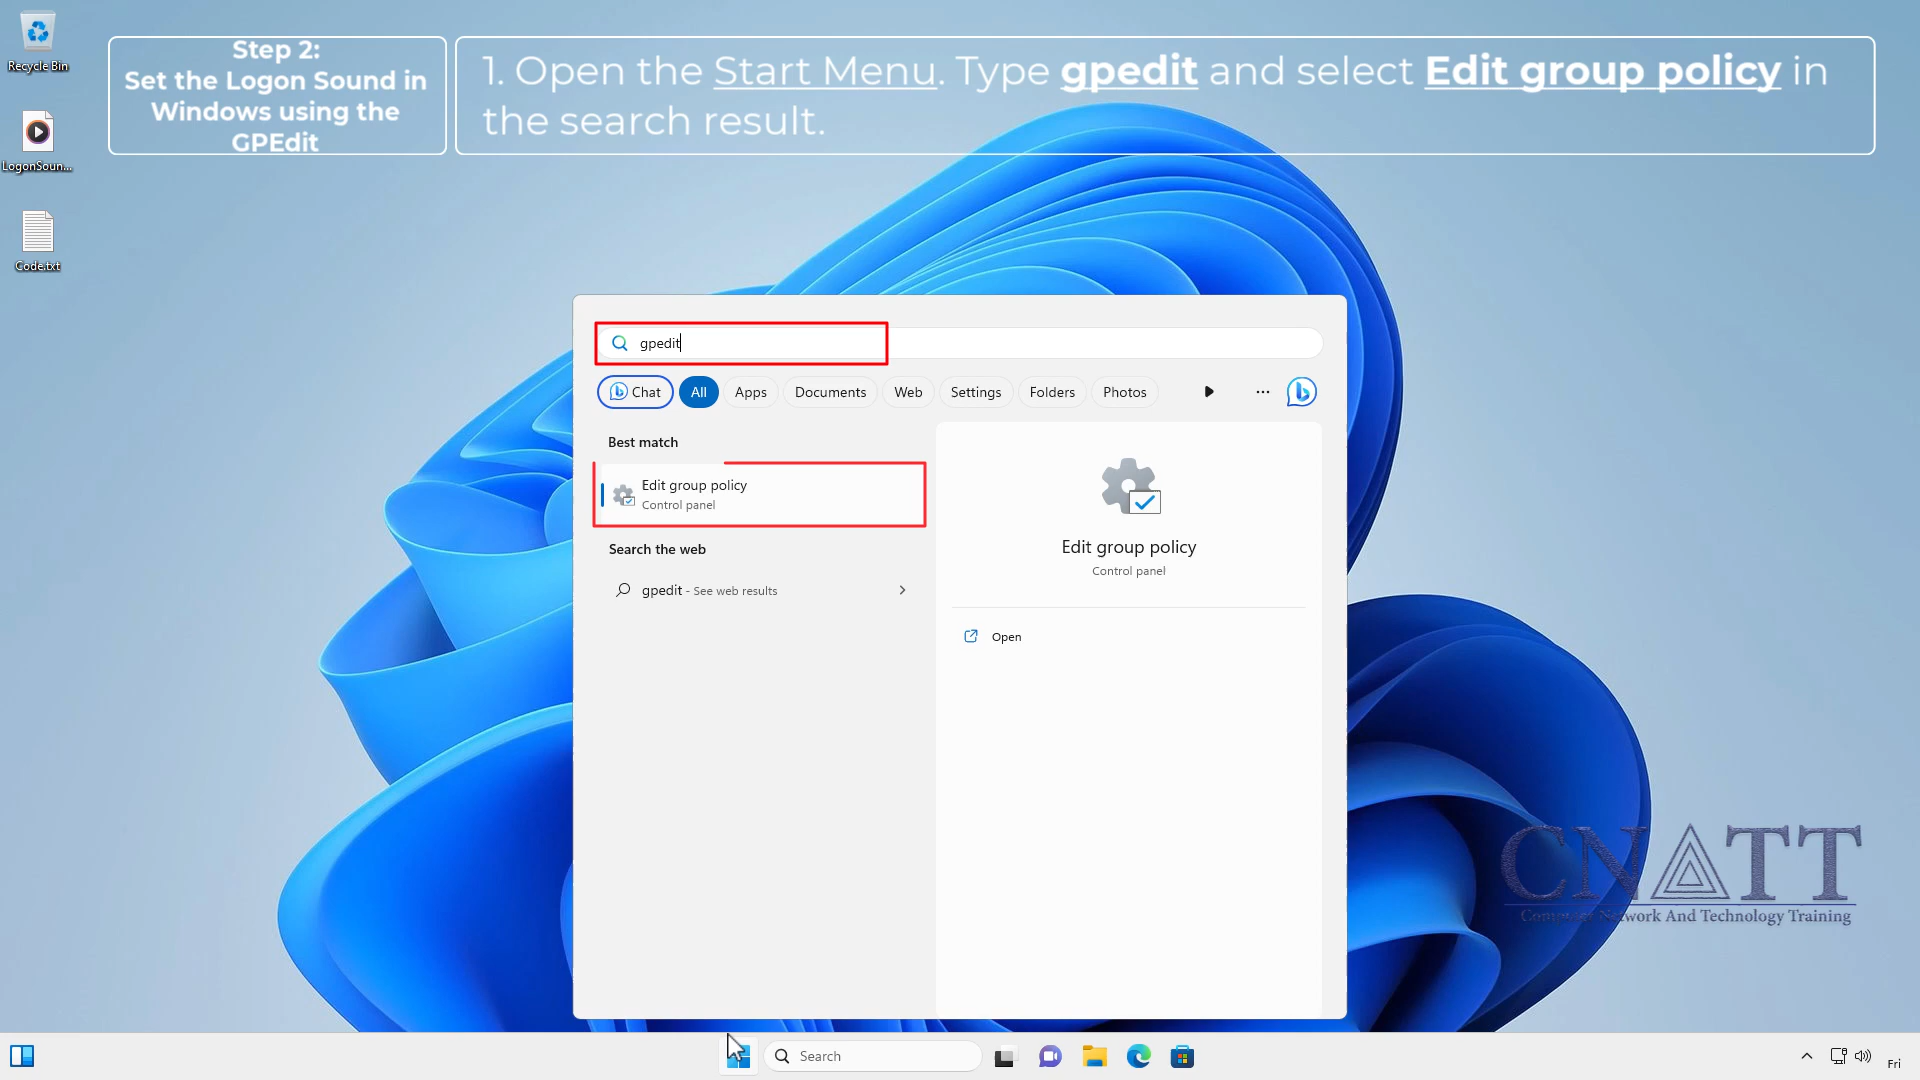 Recycle Bin
LogonSoun...
Code.txt
Step 2:
Set the Logon Sound in
Windows using the
GPEdit
1. Open the Start Menu. Type gpedit and select Edit group policy in
the search result.
gpedit
Chat All Apps Documents Web Settings Folders Photos
Best match
Edit group policy
Control panel
Search the web
gpedit - See web results
Edit group policy
Control panel
Open
CNATT
Computer Network And Technology Training
Search
Fri